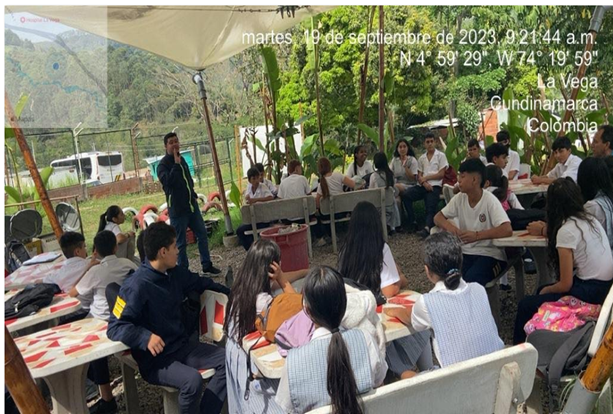 martes, 19 de septiembre de 2023, 9:21:44 a.m.
N 4° 59' 29", W 74° 19' 59"
La Vega
Cundinamarca
Colombia